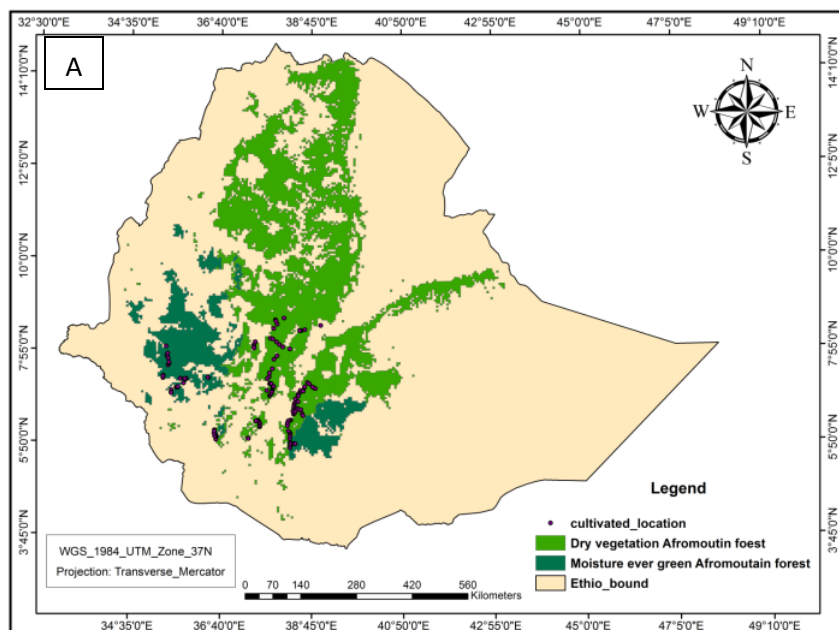 32°30'0"E 34°35'0"E 36°40'0"E 38°45'0"E 40°50'0"E 42°55'0"E 45°0'0"E 47°5'0"E 49°10'0"E
A
14°10'0"N
12°5'0"N
10°0'0"N
7°55'0"N
5°50'0"N
3°45'0"N
14°10'0"N
12°5'0"N
10°0'0"N
7°55'0"N
5°50'0"N
3°45'0"N
N
W E
S
Legend
cultivated_location
Dry vegetation Afromoutin foest
Moisture ever green Afromoutain forest
Ethio_bound
WGS_1984_UTM_Zone_37N
Projection: Transverse_Mercator
0 70 140 280 420 560
Kilometers
34°35'0"E 36°40'0"E 38°45'0"E 40°50'0"E 42°55'0"E 45°0'0"E 47°5'0"E 49°10'0"E